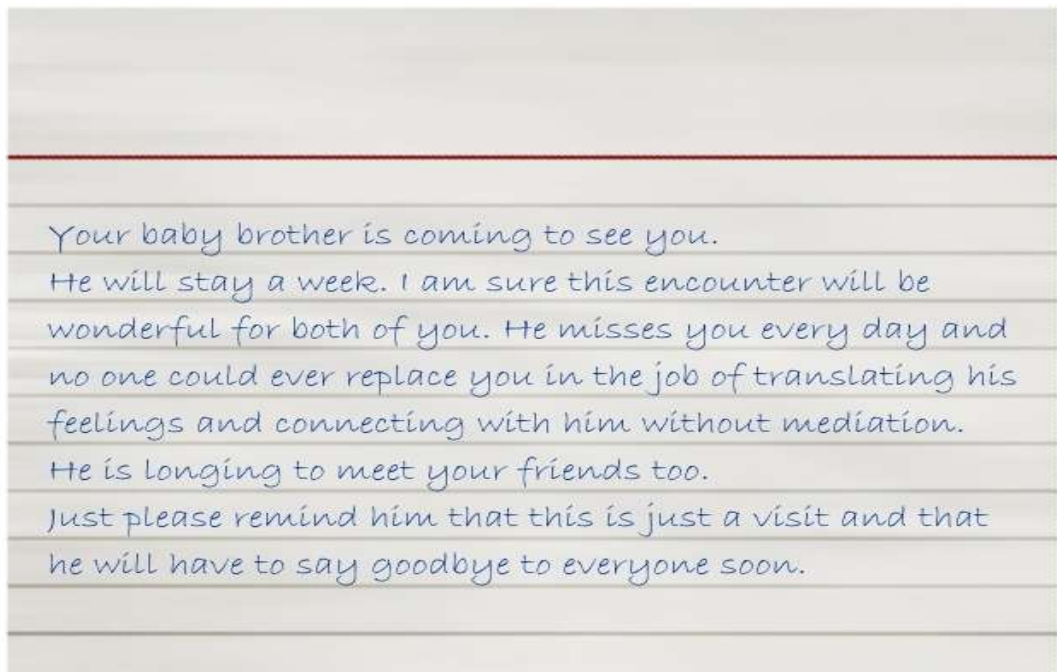 Your baby brother is coming to see you.
He will stay a week. I am sure this encounter will be
wonderful for both of you. He misses you every day and
no one could ever replace you in the job of translating his
feelings and connecting with him without mediation.
He is longing to meet your friends too.
Just please remind him that this is just a visit and that
he will have to say goodbye to everyone soon.